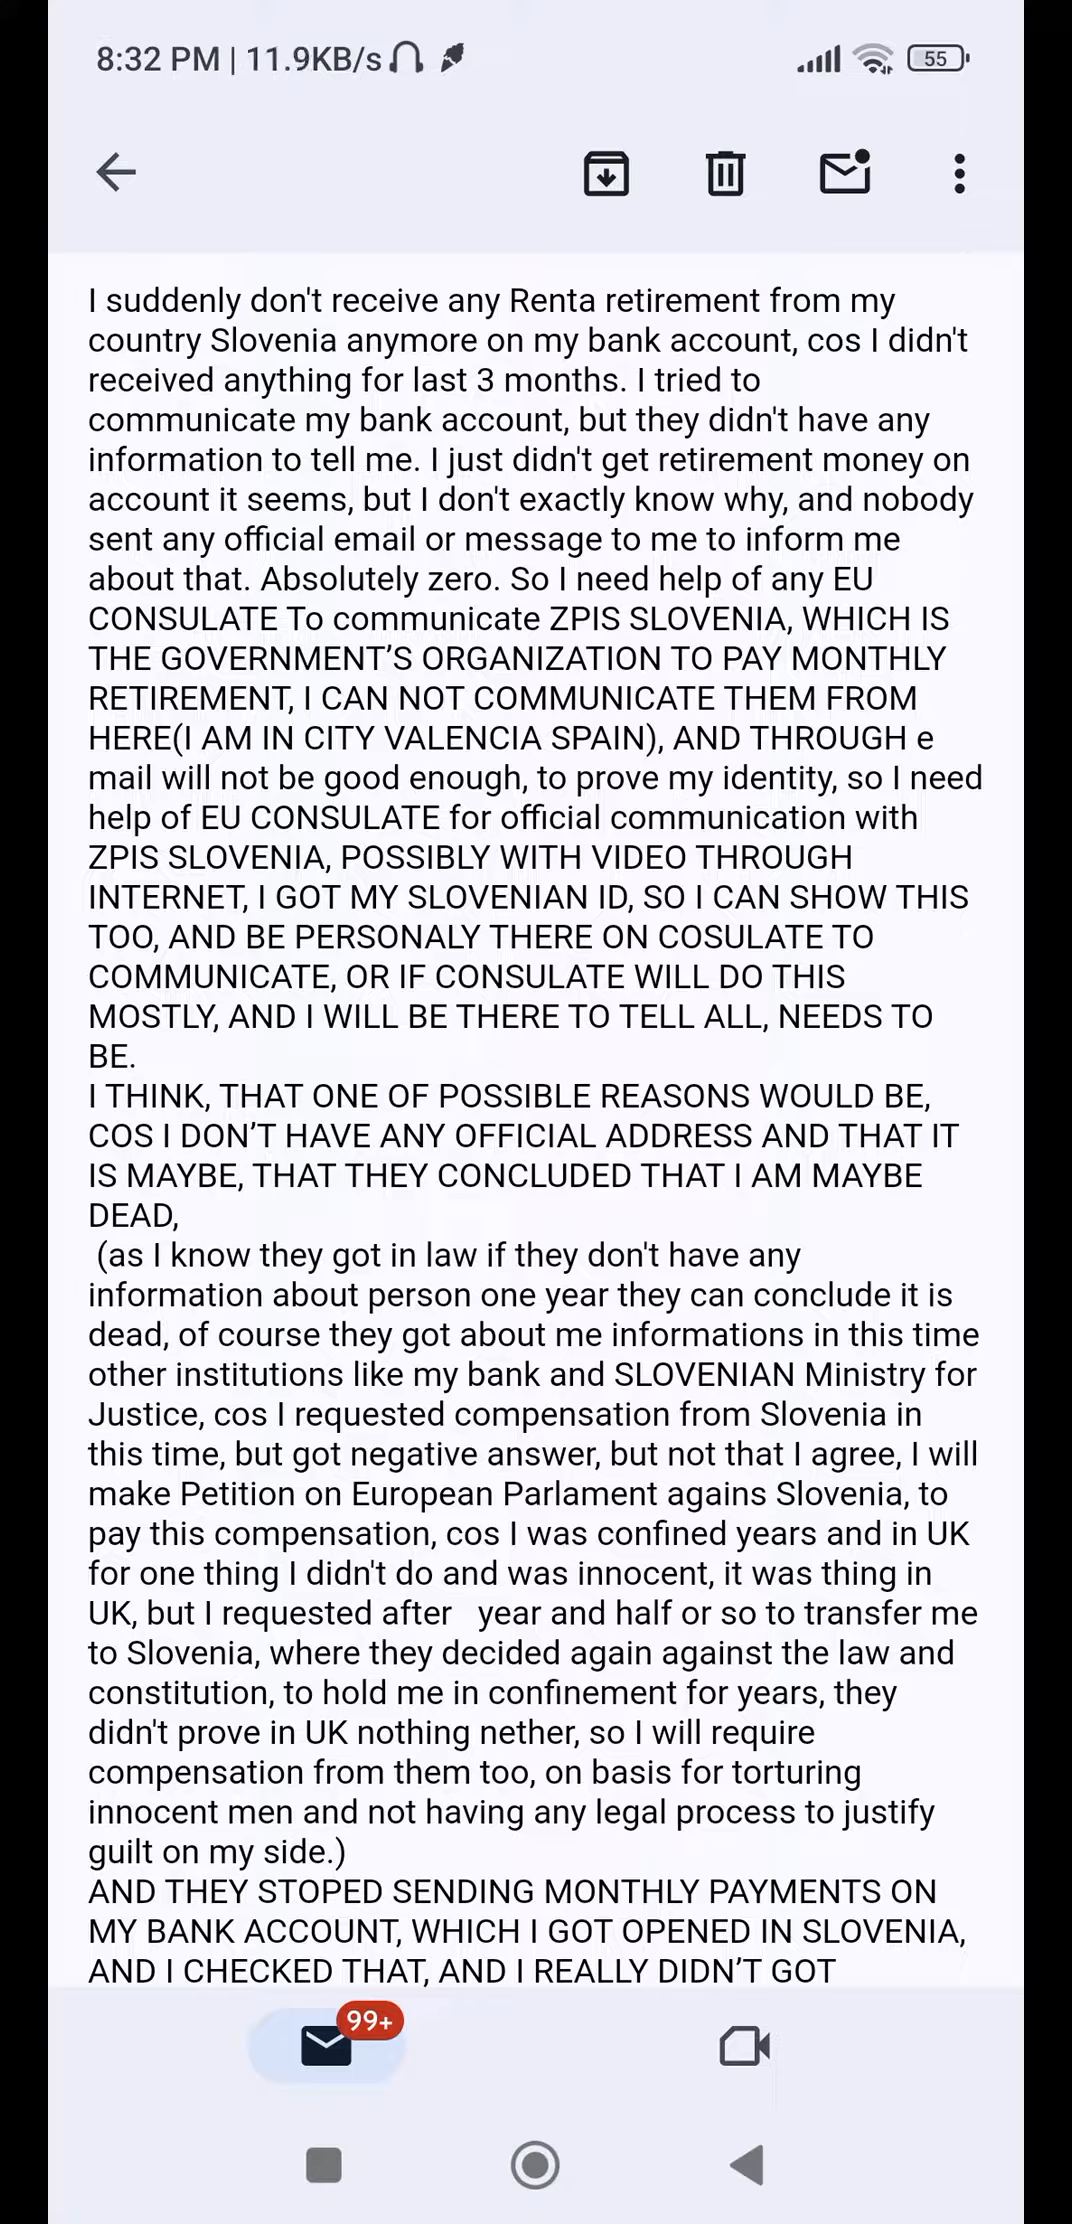 8:32 PM | 11.9KB/s
55
I suddenly don't receive any Renta retirement from my
country Slovenia anymore on my bank account, cos I didn't
received anything for last 3 months. I tried to
communicate my bank account, but they didn't have any
information to tell me. I just didn't get retirement money on
account it seems, but I don't exactly know why, and nobody
sent any official email or message to me to inform me
about that. Absolutely zero. So I need help of any EU
CONSULATE To communicate ZPIS SLOVENIA, WHICH IS
THE GOVERNMENT’S ORGANIZATION TO PAY MONTHLY
RETIREMENT, I CAN NOT COMMUNICATE THEM FROM
HERE(I AM IN CITY VALENCIA SPAIN), AND THROUGH e
mail will not be good enough, to prove my identity, so I need
help of EU CONSULATE for official communication with
ZPIS SLOVENIA, POSSIBLY WITH VIDEO THROUGH
INTERNET, I GOT MY SLOVENIAN ID, SO I CAN SHOW THIS
TOO, AND BE PERSONALY THERE ON COSULATE TO
COMMUNICATE, OR IF CONSULATE WILL DO THIS
MOSTLY, AND I WILL BE THERE TO TELL ALL, NEEDS TO
BE.
I THINK, THAT ONE OF POSSIBLE REASONS WOULD BE,
COS I DON’T HAVE ANY OFFICIAL ADDRESS AND THAT IT
IS MAYBE, THAT THEY CONCLUDED THAT I AM MAYBE
DEAD,
(as I know they got in law if they don't have any
information about person one year they can conclude it is
dead, of course they got about me informations in this time
other institutions like my bank and SLOVENIAN Ministry for
Justice, cos I requested compensation from Slovenia in
this time, but got negative answer, but not that I agree, I will
make Petition on European Parlament agains Slovenia, to
pay this compensation, cos I was confined years and in UK
for one thing I didn't do and was innocent, it was thing in
UK, but I requested after   year and half or so to transfer me
to Slovenia, where they decided again against the law and
constitution, to hold me in confinement for years, they
didn't prove in UK nothing nether, so I will require
compensation from them too, on basis for torturing
innocent men and not having any legal process to justify
guilt on my side.)
AND THEY STOPED SENDING MONTHLY PAYMENTS ON
MY BANK ACCOUNT, WHICH I GOT OPENED IN SLOVENIA,
AND I CHECKED THAT, AND I REALLY DIDN’T GOT
99+